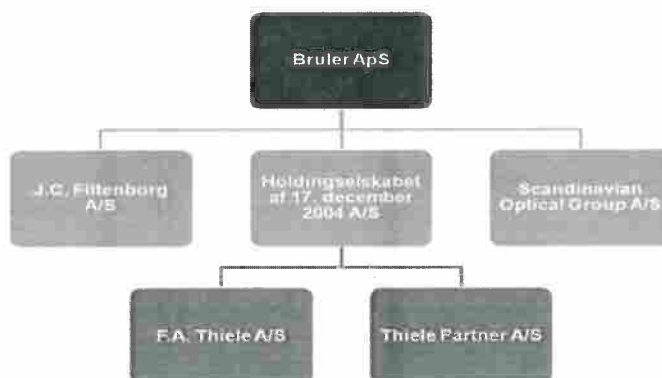 Bruler ApS
J.C. Filtenborg
A/S
Holdingselskabet
af 17. december
2004 A/S
Scandinavian
Optical Group A/S
F.A. Thiele A/S
Thiele Partner A/S